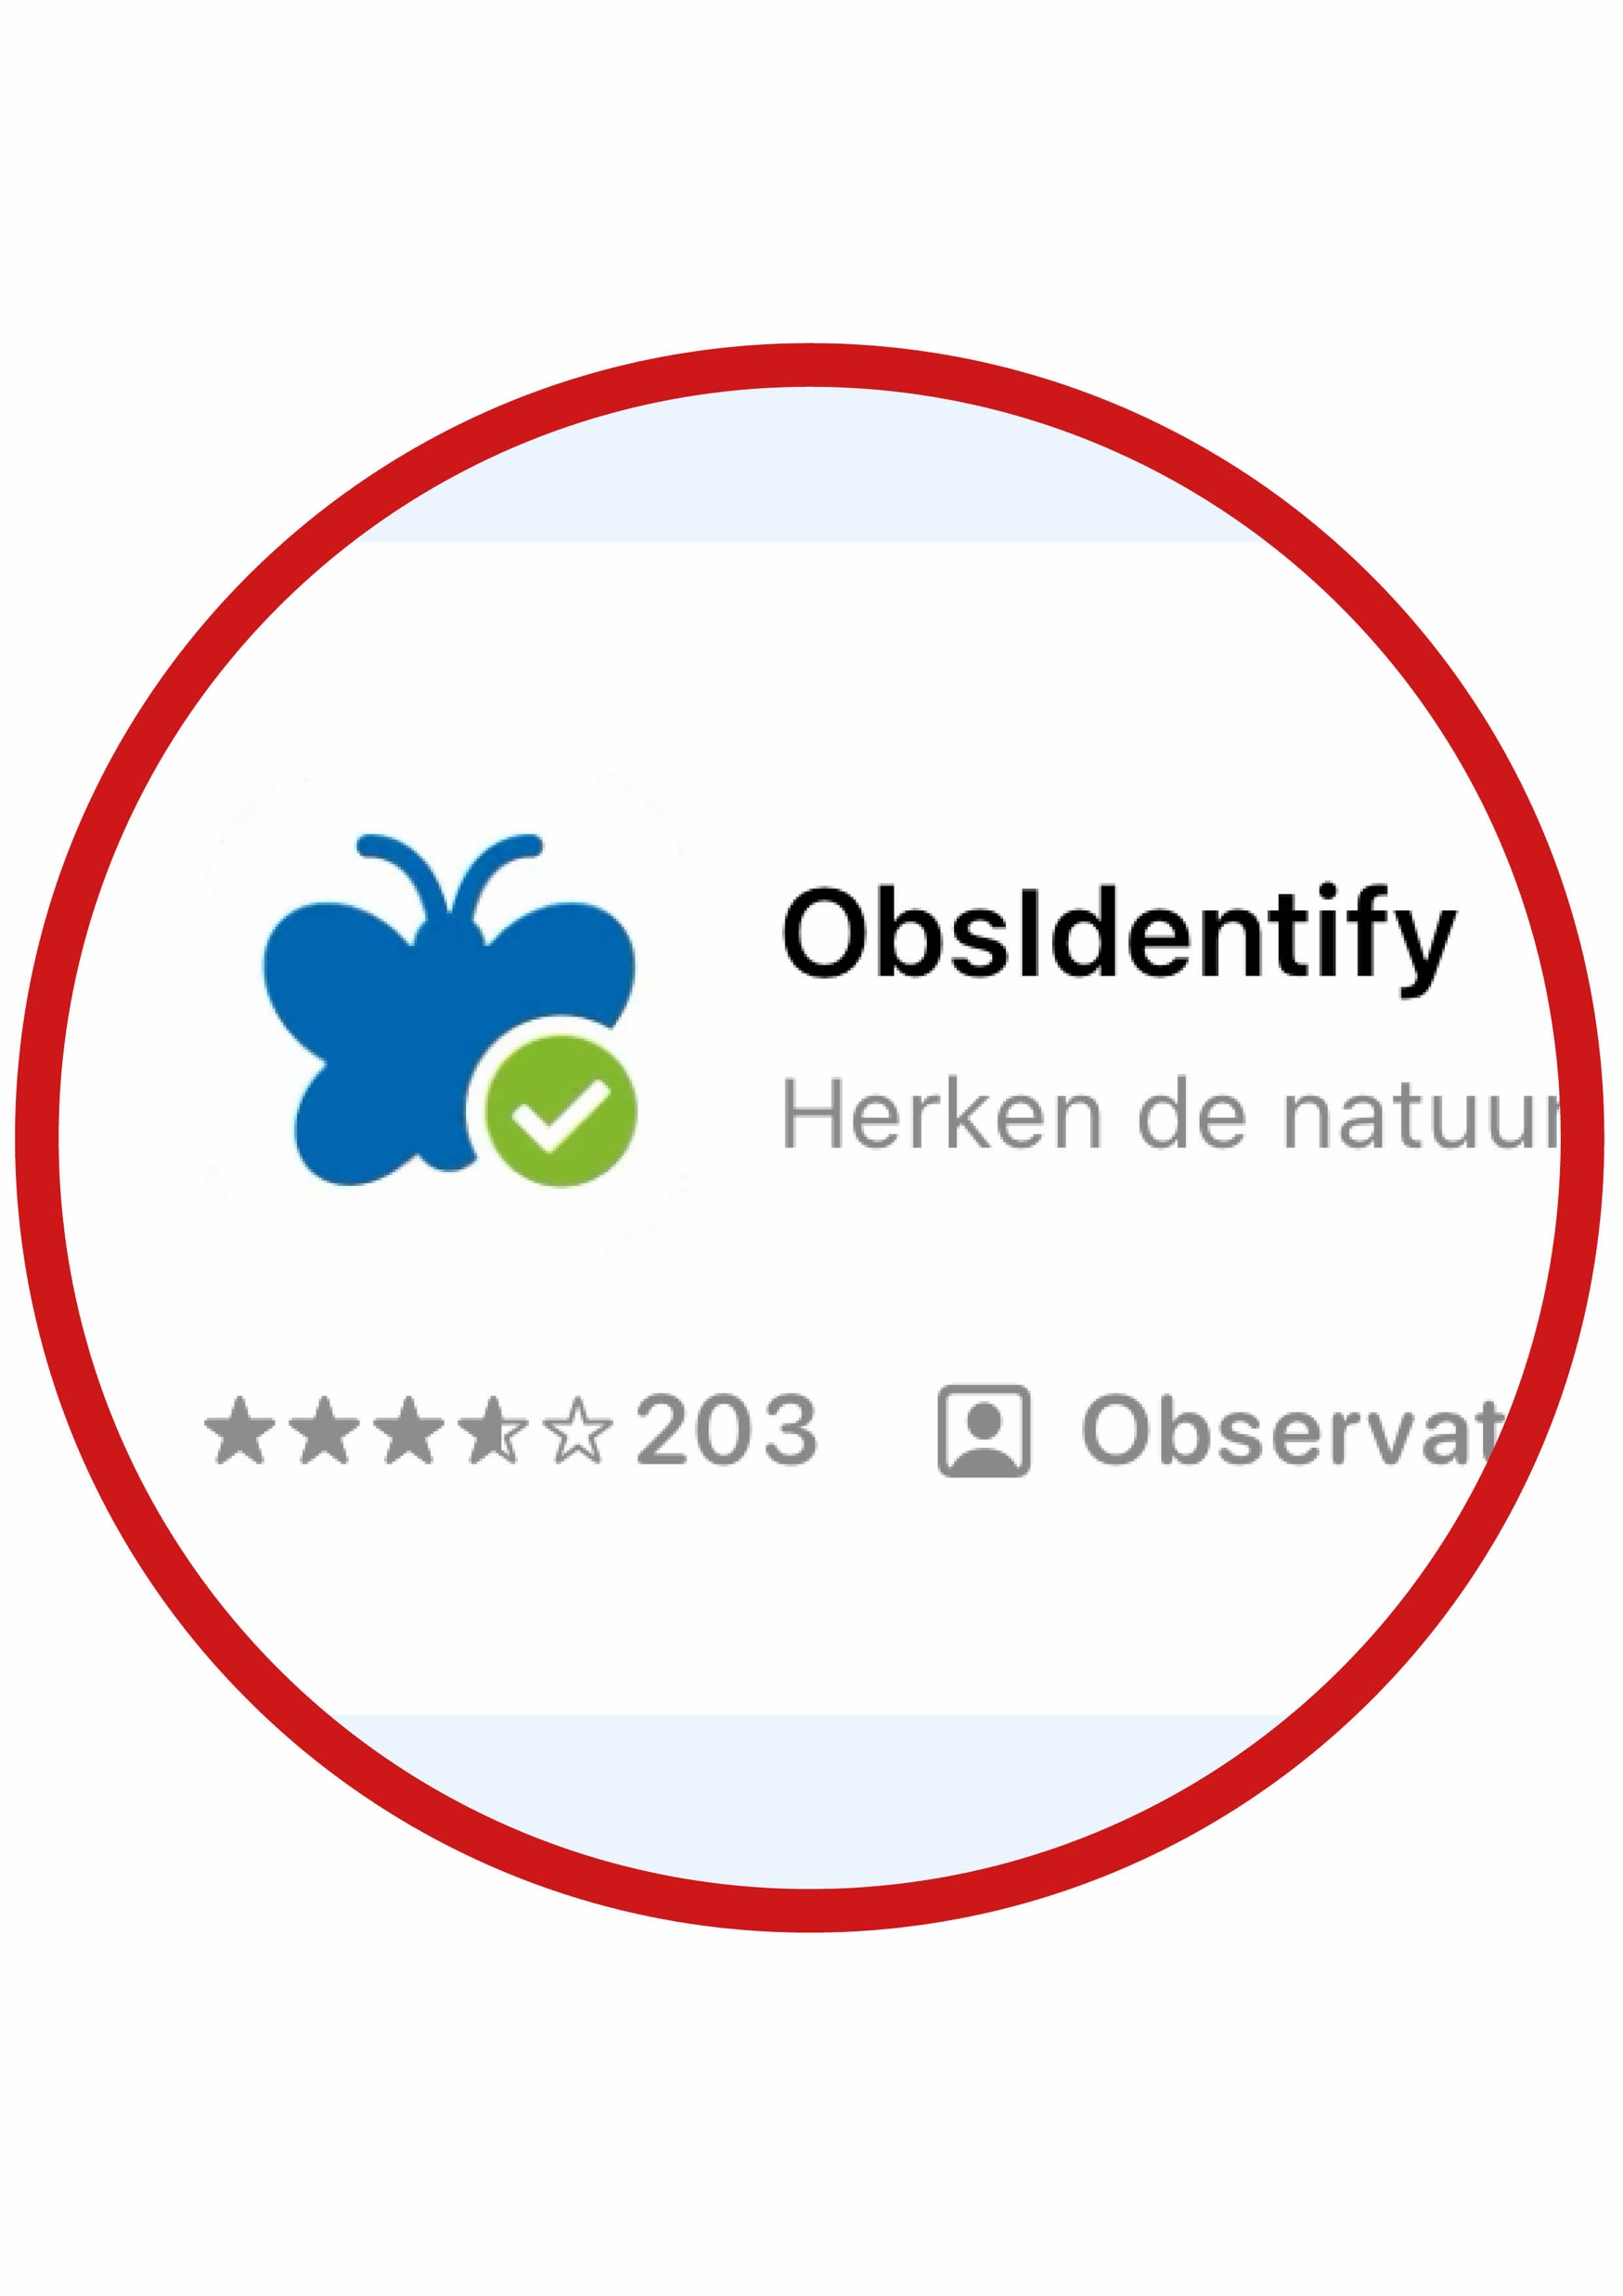 ObsIdentify
Herken de natuur
203
Observat